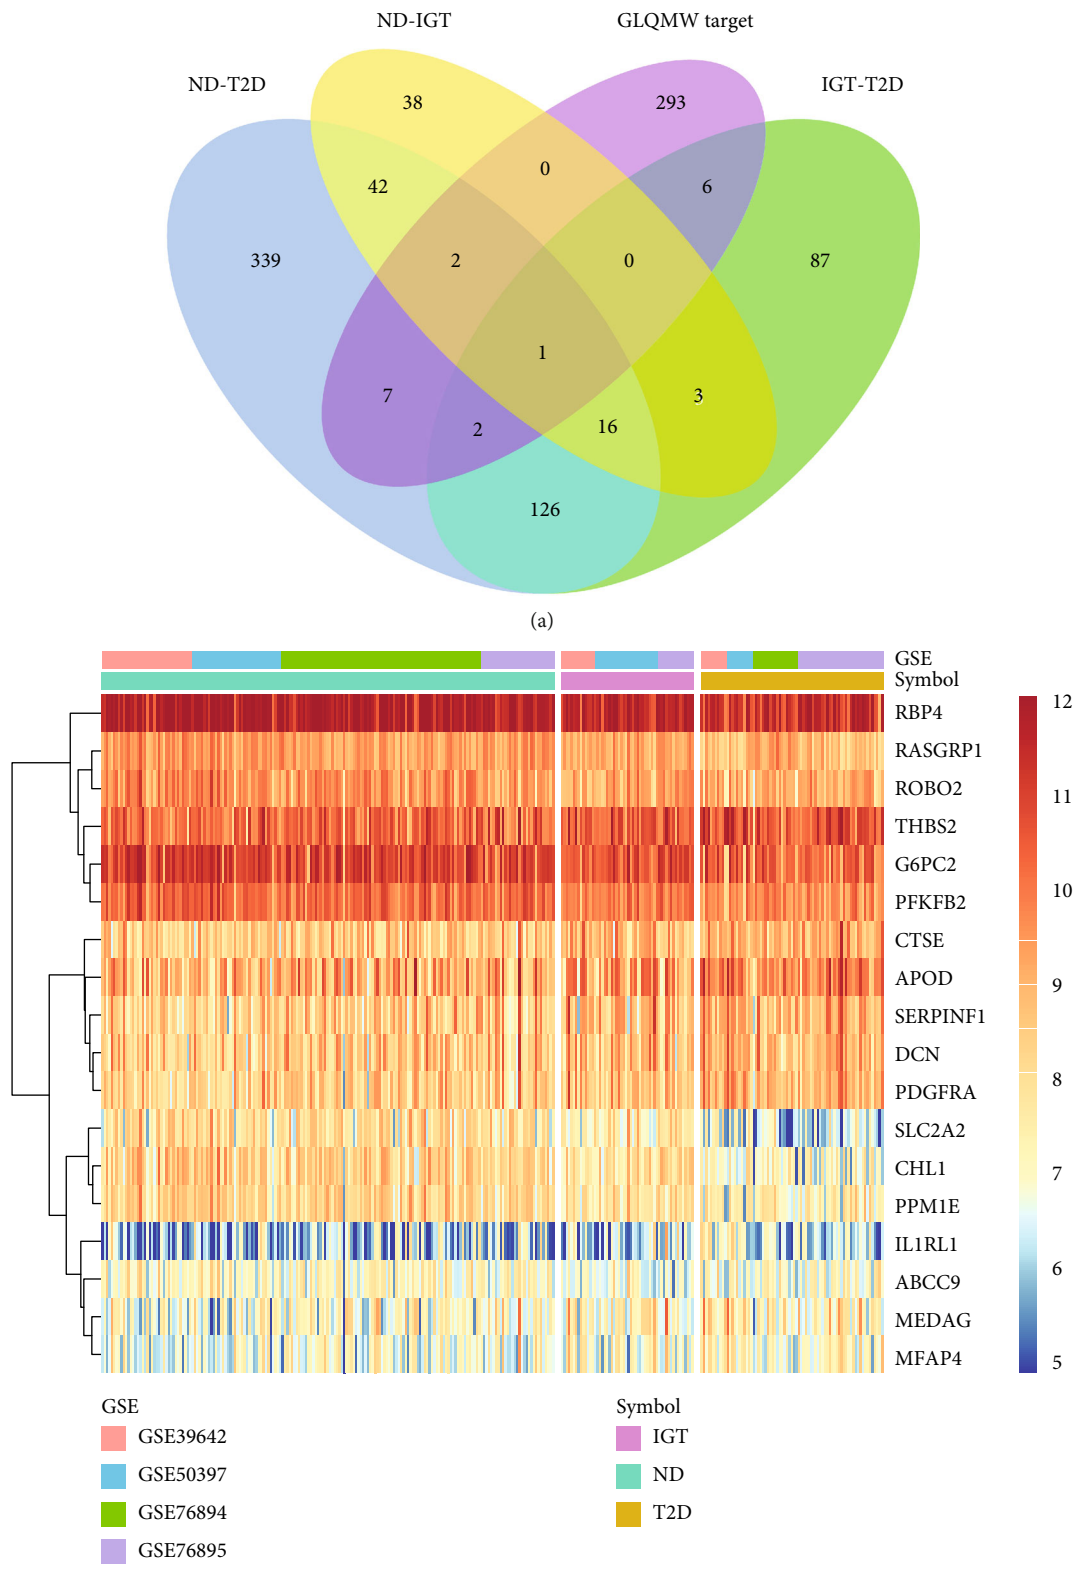 ND-IGT GLQMW target
ND-T2D IGT-T2D
38 293
0
42 6
339 2 0 87
1
7 3
2 16
126
(a)
GSE
Symbol
RBP4
RASGRP1
ROBO2
THBS2
G6PC2
PFKFB2
CTSE
APOD
SERPINF1
DCN
PDGFRA
SLC2A2
CHL1
PPM1E
IL1RL1
ABCC9
MEDAG
MFAP4
12
11
10
9
8
7
6
5
GSE
GSE39642
GSE50397
GSE76894
GSE76895
Symbol
IGT
ND
T2D